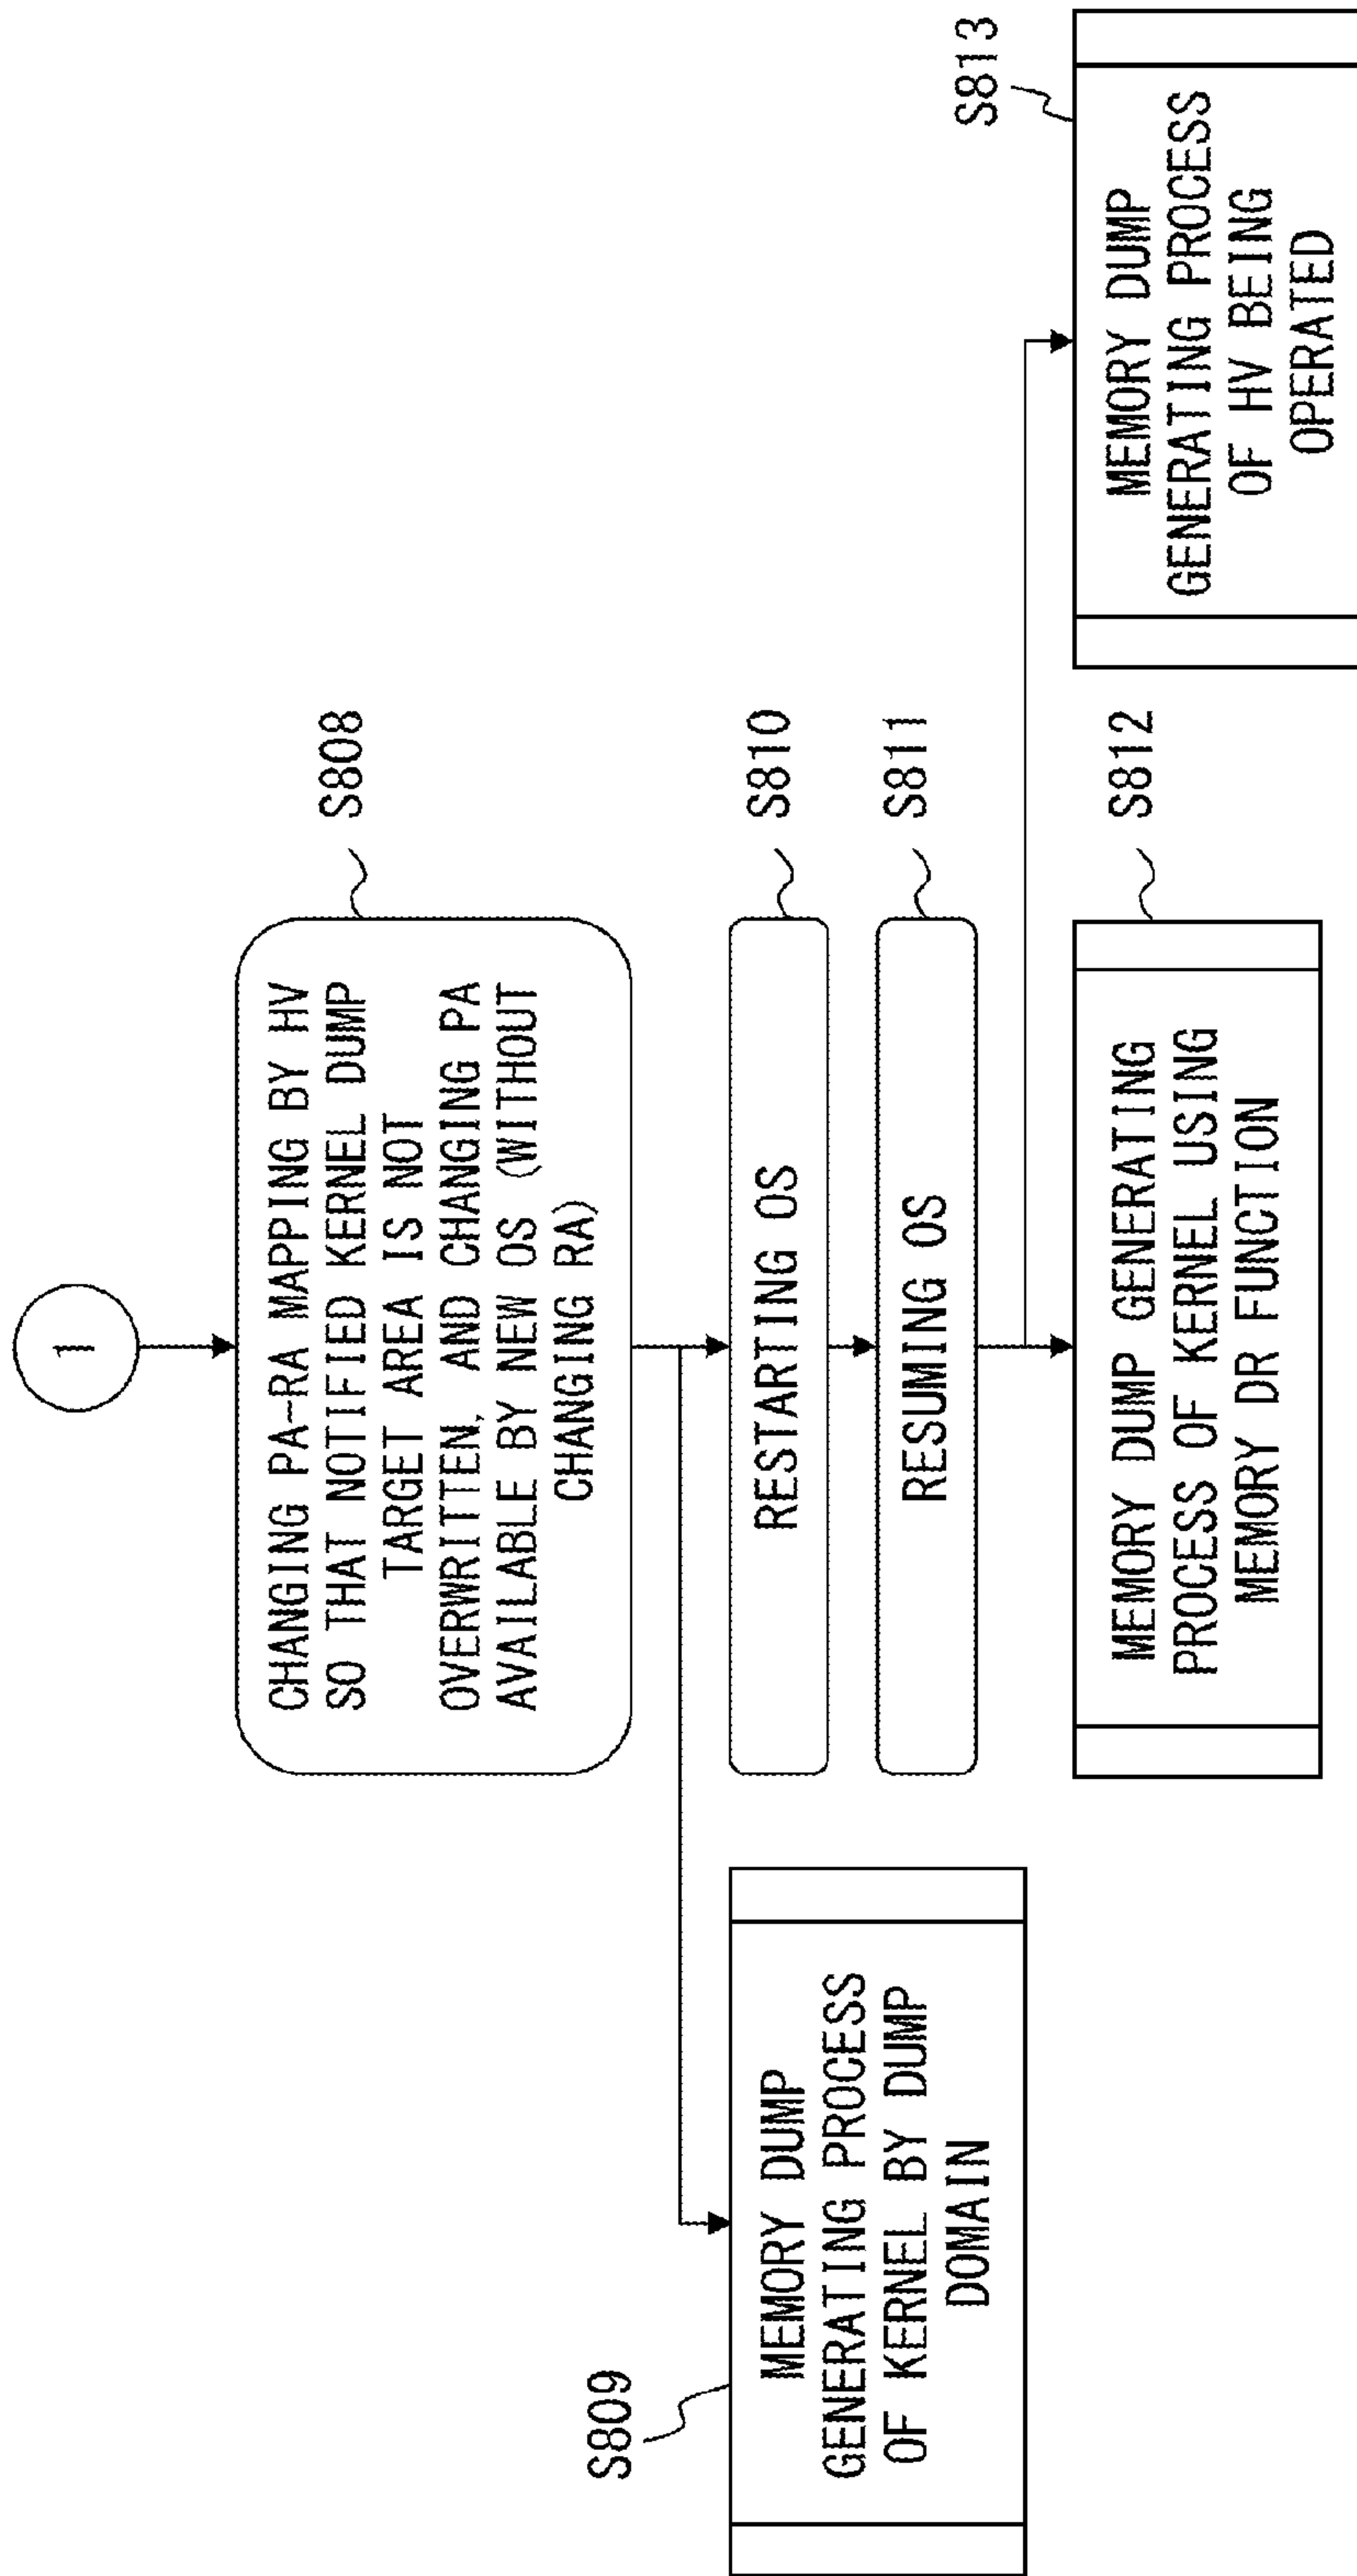 1
CHANGING PA-RA MAPPING BY HV
SO THAT NOTIFIED KERNEL DUMP
TARGET AREA IS NOT
OVERWRITTEN, AND CHANGING PA
AVAILABLE BY NEW OS (WITHOUT
CHANGING RA)
S808
S809
MEMORY DUMP
GENERATING PROCESS
OF KERNEL BY DUMP
DOMAIN
RESTARTING OS
S810
RESUMING OS
S811
MEMORY DUMP GENERATING
PROCESS OF KERNEL USING
MEMORY DR FUNCTION
S812
S813
MEMORY DUMP
GENERATING PROCESS
OF HV BEING
OPERATED